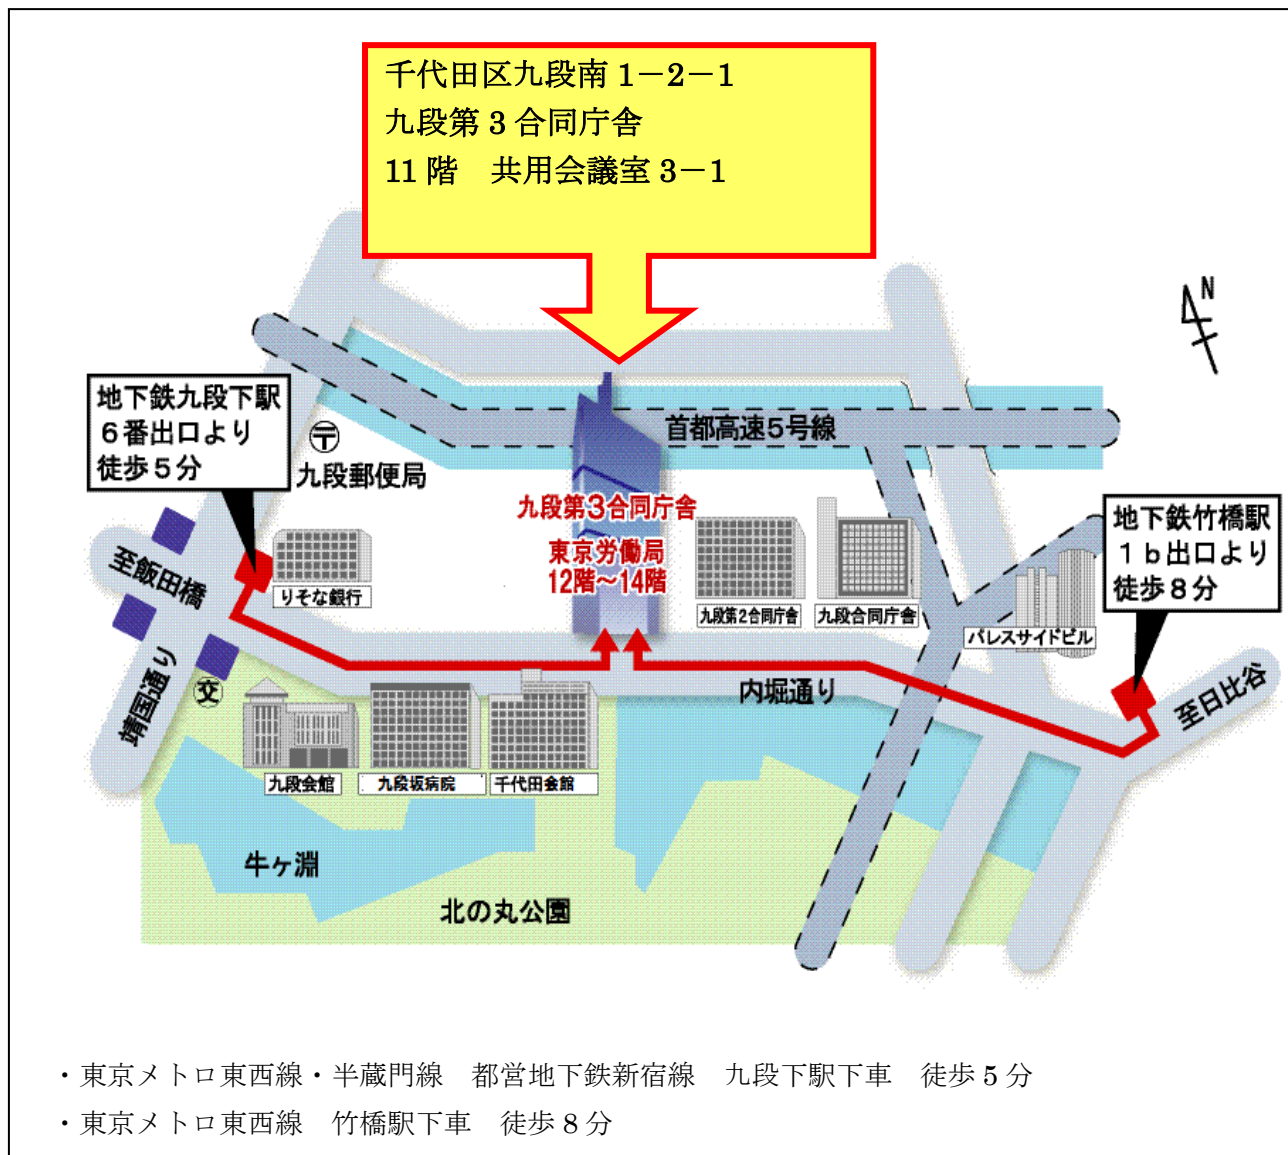 千代田区九段南 1－2－1
九段第 3 合同庁舎
11 階　共用会議室 3－1
N
地下鉄九段下駅
６番出口より
徒歩５分
〒
九段郵便局
首都高速5号線
九段第3合同庁舎
東京労働局
12階～14階
地下鉄竹橋駅
１ｂ出口より
徒歩８分
至飯田橋
りそな銀行
九段第2合同庁舎
九段合同庁舎
パレスサイドビル
靖国通り
交
内堀通り
至日比谷
九段会館
九段坂病院
千代田会館
牛ヶ淵
北の丸公園
・東京メトロ東西線・半蔵門線　都営地下鉄新宿線　九段下駅下車　徒歩 5 分
・東京メトロ東西線　竹橋駅下車　徒歩 8 分